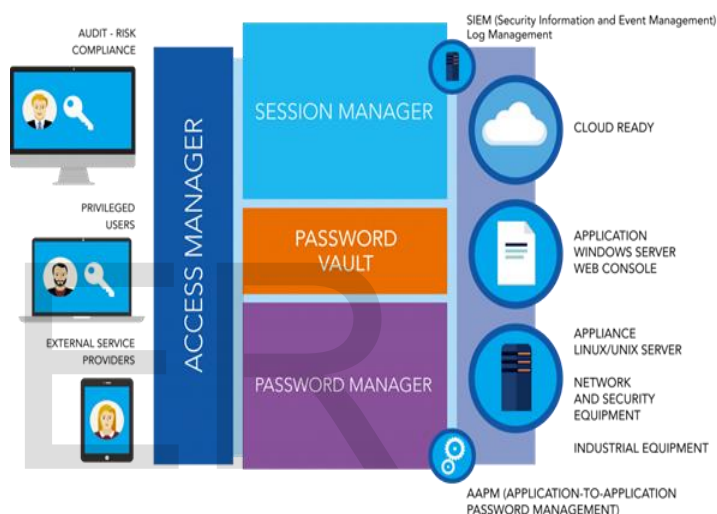 AUDIT - RISK
COMPLIANCE
PRIVILEGED
USERS
EXTERNAL SERVICE
PROVIDERS
ACCESS MANAGER
SESSION MANAGER
PASSWORD
VAULT
PASSWORD MANAGER
SIEM (Security Information and Event Management)
Log Management
CLOUD READY
APPLICATION
WINDOWS SERVER
WEB CONSOLE
APPLIANCE
LINUX/UNIX SERVER
NETWORK
AND SECURITY
EQUIPMENT
INDUSTRIAL EQUIPMENT
AAPM (APPLICATION-TO-APPLICATION
PASSWORD MANAGEMENT)
ER